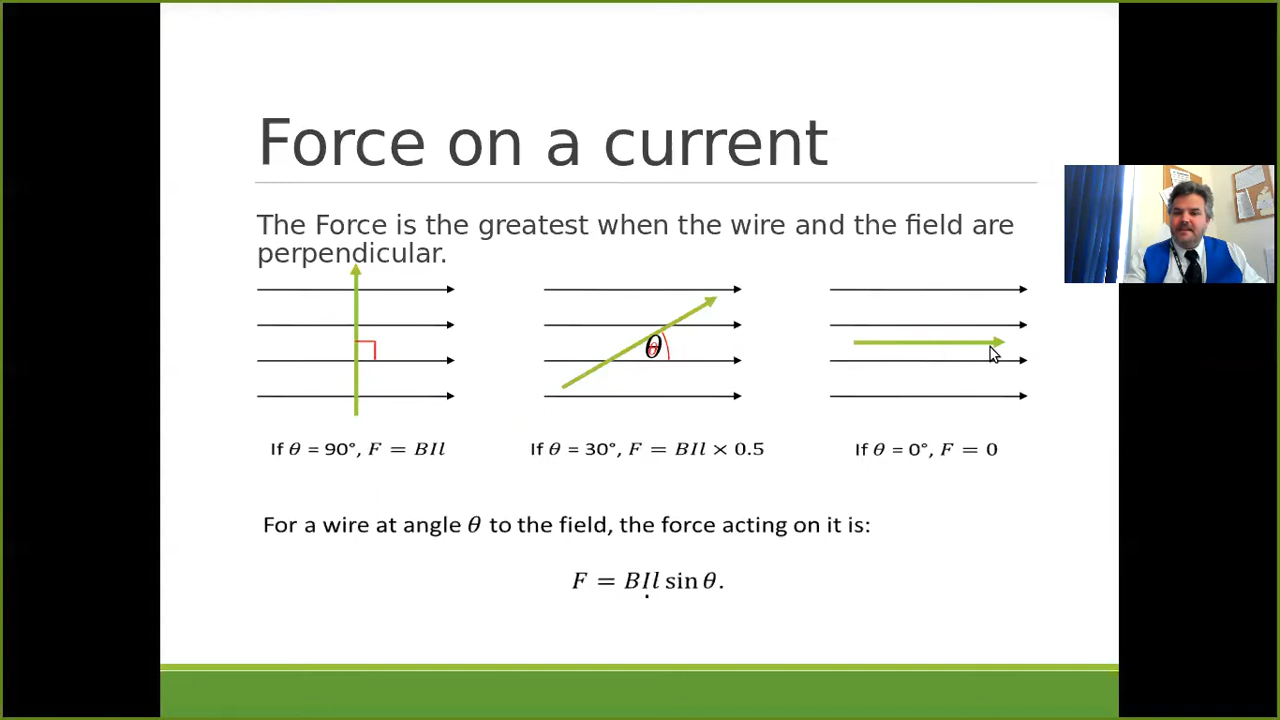 Force on a current
The Force is the greatest when the wire and the field are
perpendicular.
θ
If θ = 90°, F = BIl
If θ = 30°, F = BIl × 0.5
If θ = 0°, F = 0
For a wire at angle θ to the field, the force acting on it is:
F = BIl sin θ.